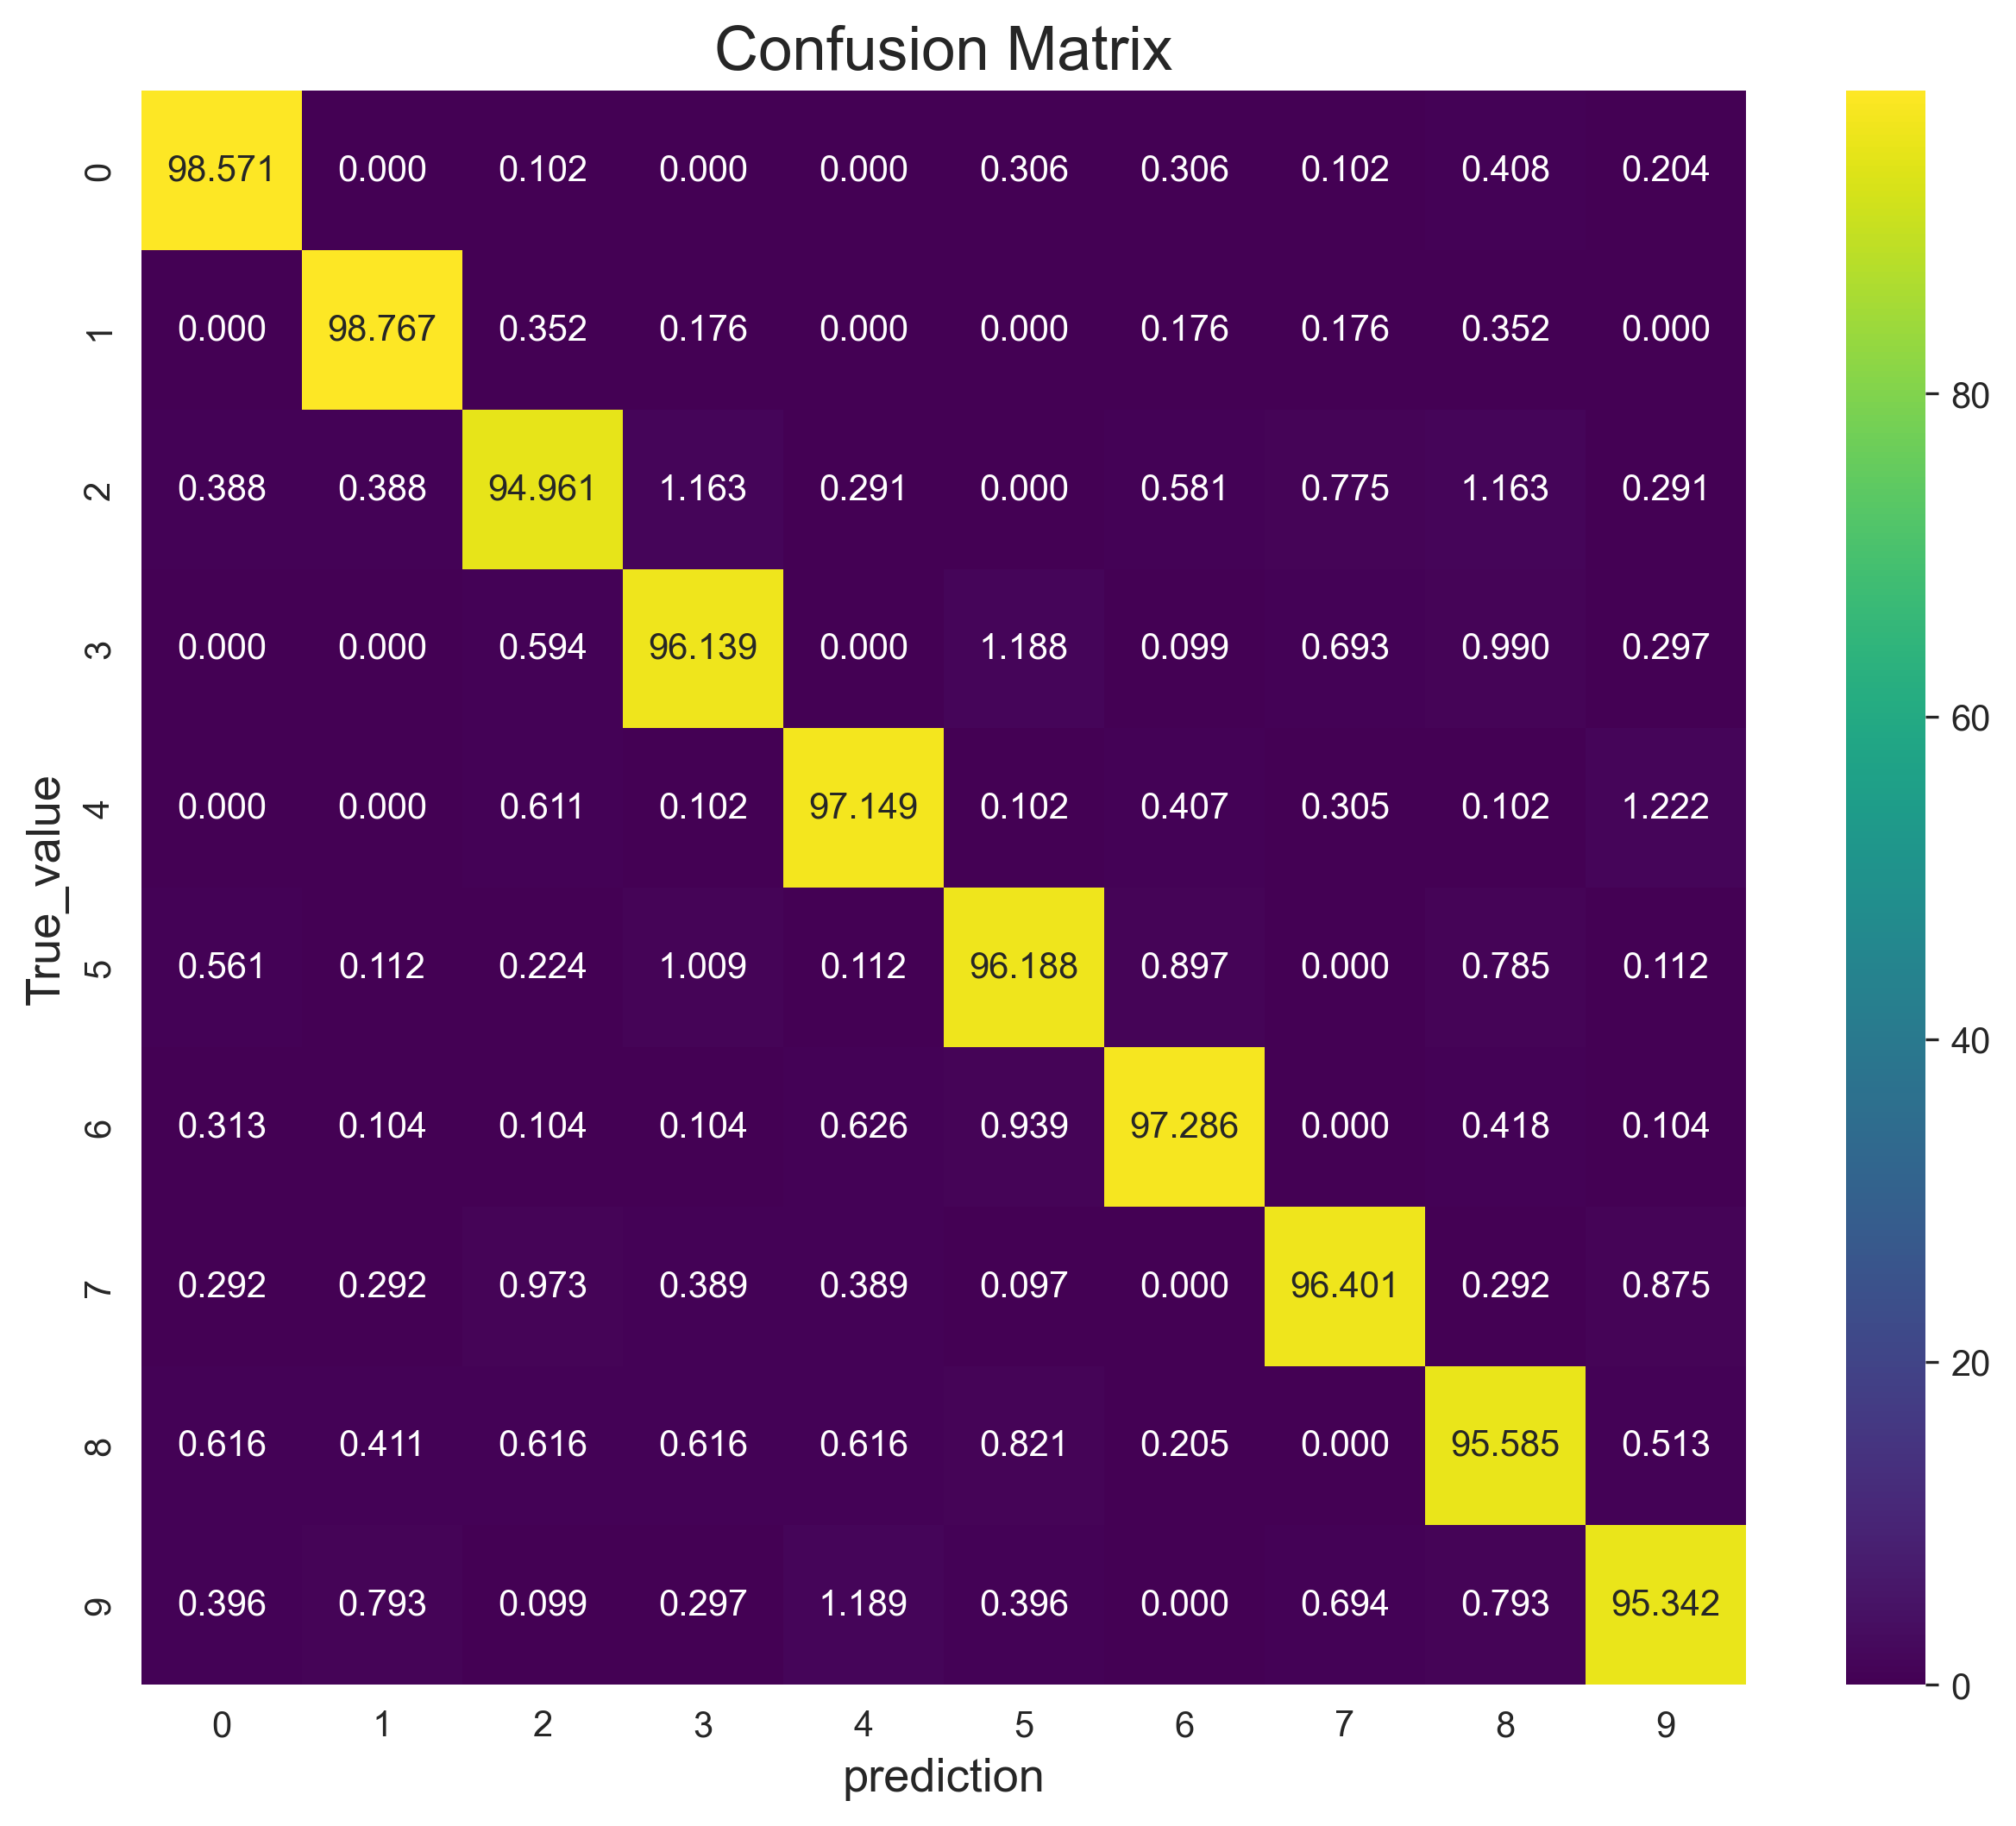 Confusion Matrix
0 98.571 0.000 0.102 0.000 0.000 0.306 0.306 0.102 0.408 0.204
1 0.000 98.767 0.352 0.176 0.000 0.000 0.176 0.176 0.352 0.000
2 0.388 0.388 94.961 1.163 0.291 0.000 0.581 0.775 1.163 0.291
3 0.000 0.000 0.594 96.139 0.000 1.188 0.099 0.693 0.990 0.297
4 0.000 0.000 0.611 0.102 97.149 0.102 0.407 0.305 0.102 1.222
5 0.561 0.112 0.224 1.009 0.112 96.188 0.897 0.000 0.785 0.112
6 0.313 0.104 0.104 0.104 0.626 0.939 97.286 0.000 0.418 0.104
7 0.292 0.292 0.973 0.389 0.389 0.097 0.000 96.401 0.292 0.875
8 0.616 0.411 0.616 0.616 0.616 0.821 0.205 0.000 95.585 0.513
9 0.396 0.793 0.099 0.297 1.189 0.396 0.000 0.694 0.793 95.342
0 1 2 3 4 5 6 7 8 9
prediction
True_value
80
60
40
20
0